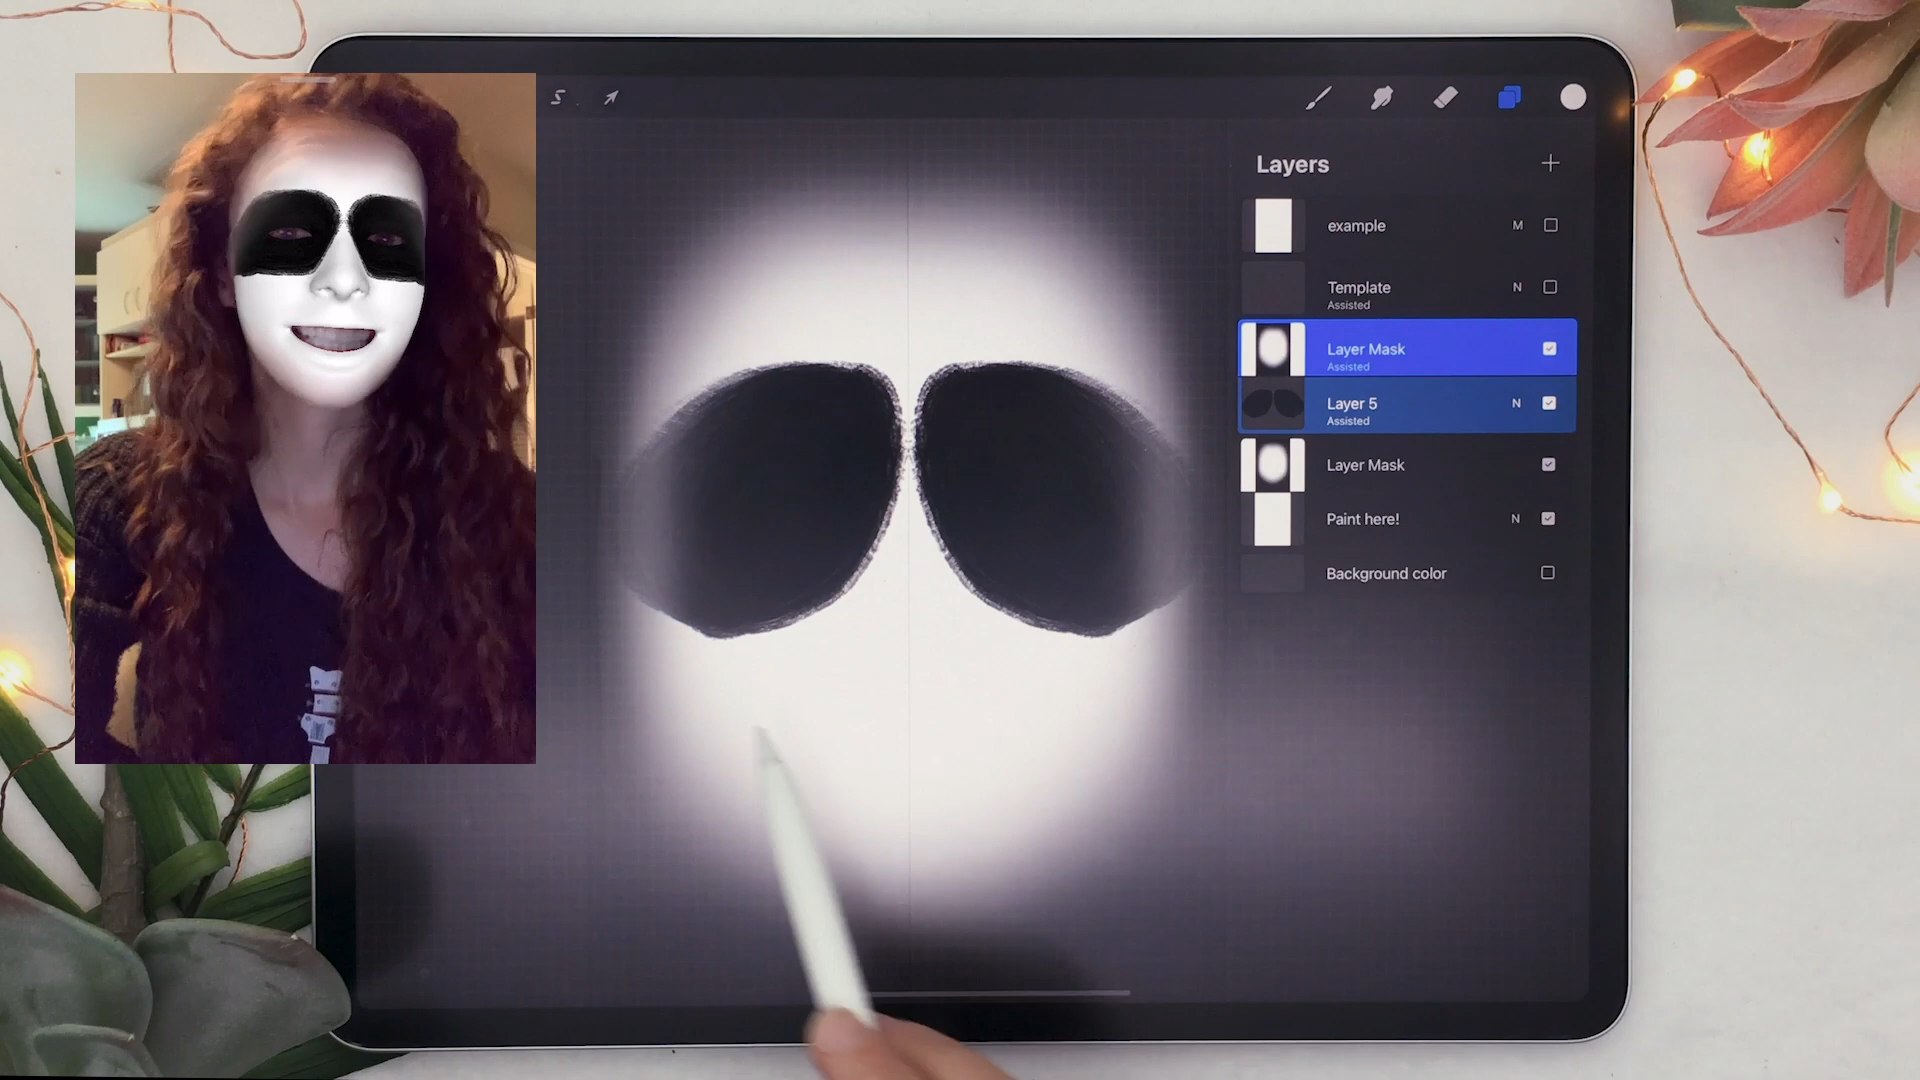 Layers
example
M
Template
N
Assisted
Layer Mask
Assisted
Layer 5
N
Assisted
Layer Mask
Paint here!
N
Background color